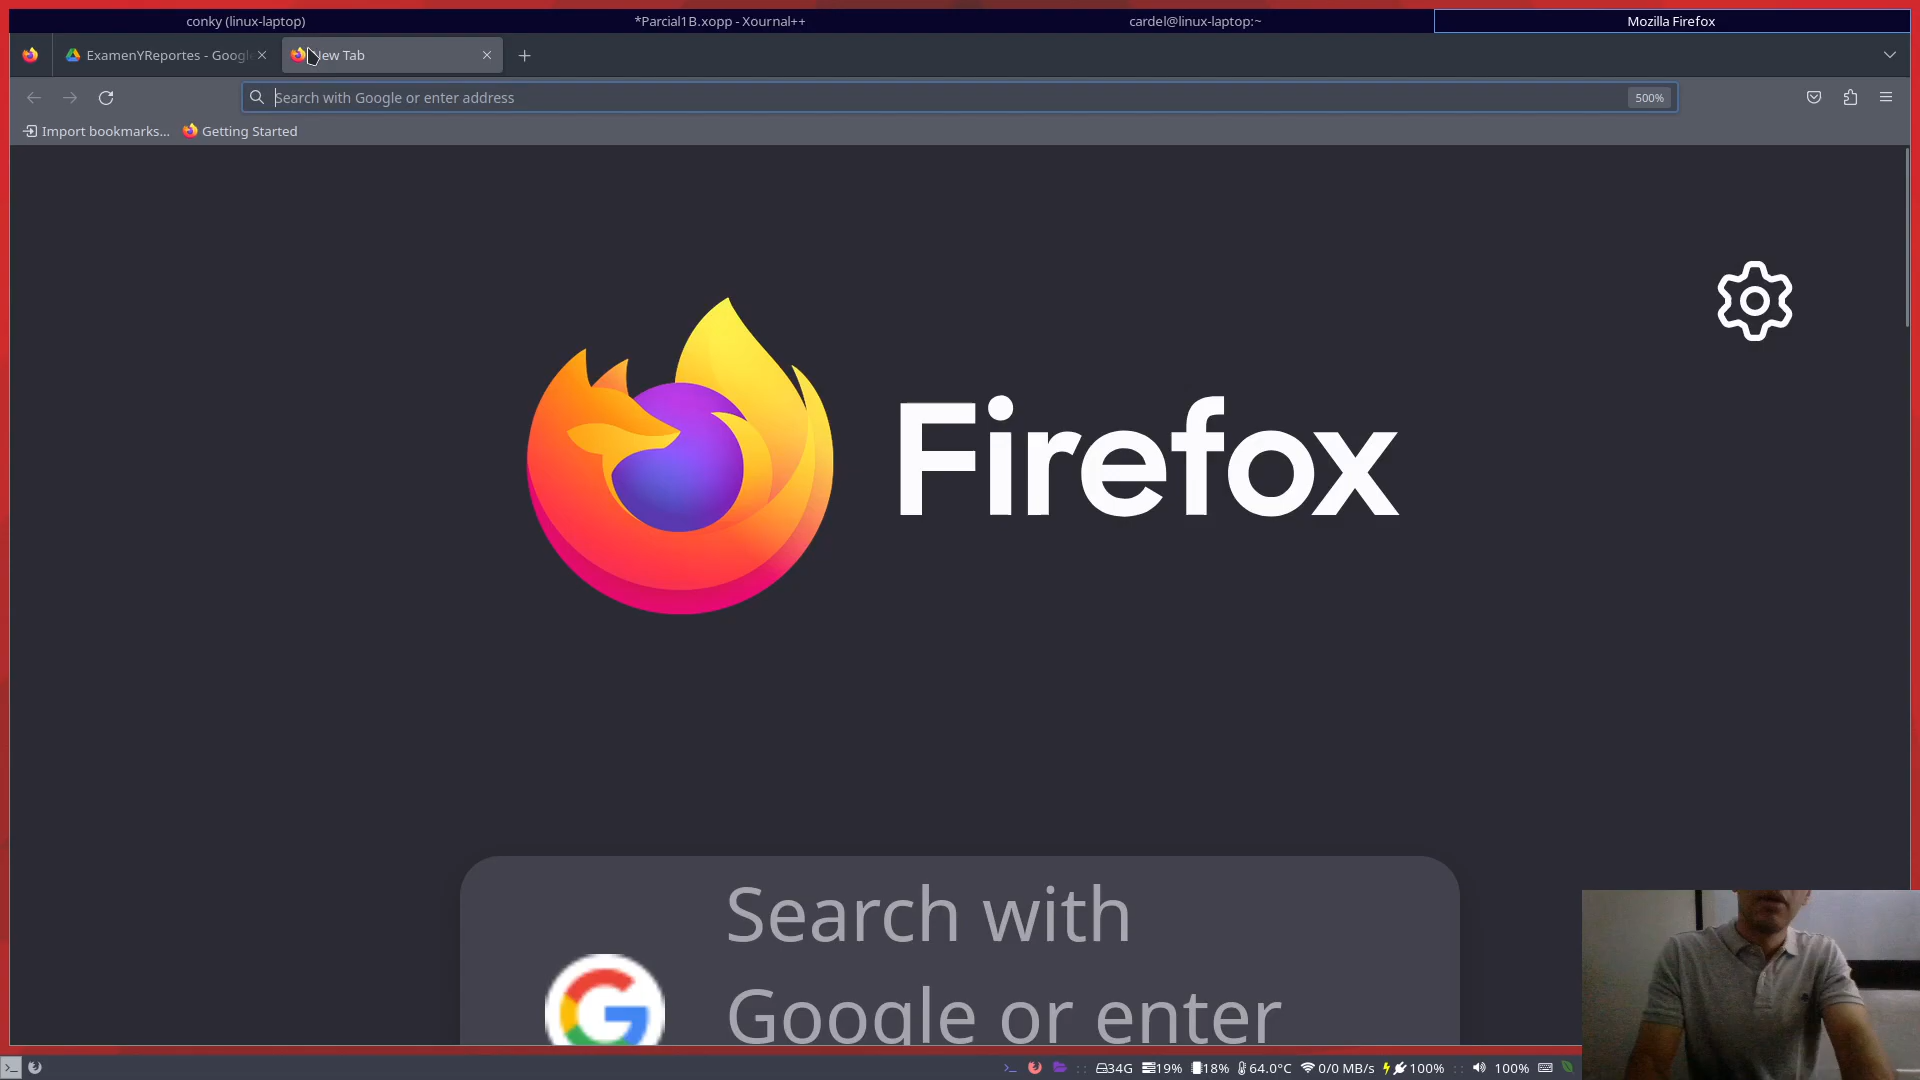 conky (linux-laptop)
*Parcial1B.xopp - Xournal++
cardel@linux-laptop:~
Mozilla Firefox
ExamenYReportes - Googl
ew Tab
Search with Google or enter address
500%
Import bookmarks...
Getting Started
Firefox
Search with
Google or enter
34G
19%
18%
64.0°C
0/0 MB/s
100%
100%